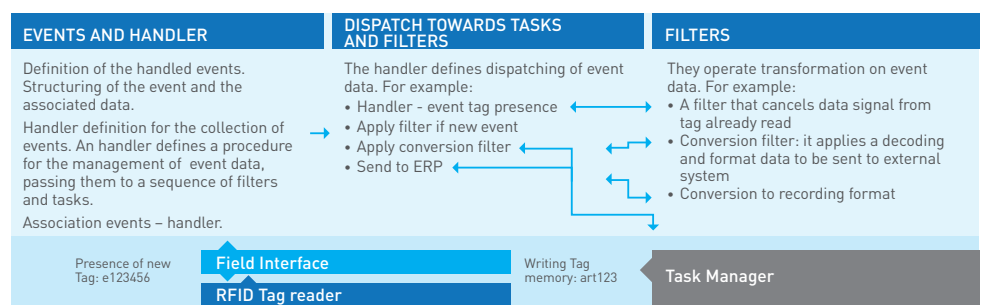 EVENTS AND HANDLER
Definition of the handled events.
Structuring of the event and the
associated data.
Handler definition for the collection of
events. An handler defines a procedure
for the management of event data,
passing them to a sequence of filters
and tasks.
Association events – handler.
DISPATCH TOWARDS TASKS
AND FILTERS
The handler defines dispatching of event
data. For example:
• Handler - event tag presence
• Apply filter if new event
• Apply conversion filter
• Send to ERP
FILTERS
They operate transformation on event
data. For example:
• A filter that cancels data signal from
tag already read
• Conversion filter: it applies a decoding
and format data to be sent to external
system
• Conversion to recording format
Presence of new
Tag: e123456
Field Interface
RFID Tag reader
Writing Tag
memory: art123
Task Manager